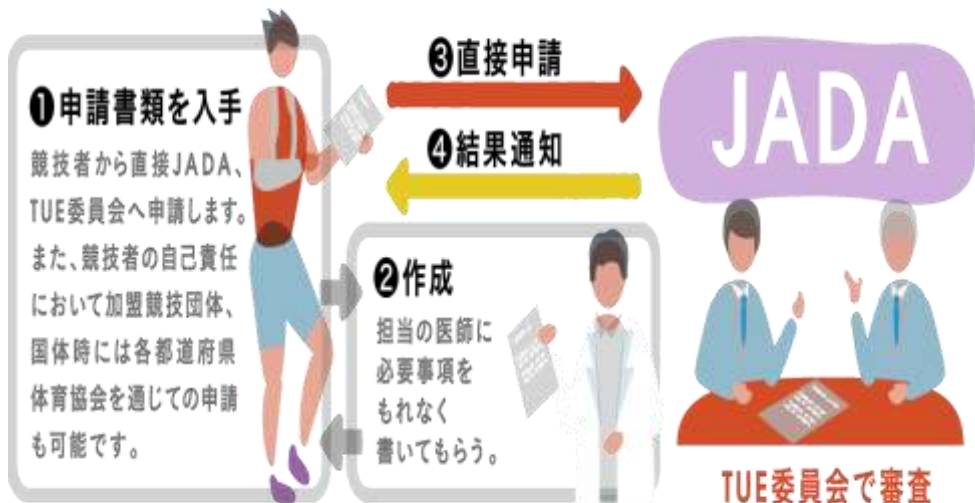 ❶申請書類を入手
競技者から直接JADA、
TUE委員会へ申請します。
また、競技者の自己責任
において加盟競技団体、
国体時には各都道府県
体育協会を通じての申請
も可能です。
❷作成
担当の医師に
必要事項を
もれなく
書いてもらう。
❸直接申請
❹結果通知
JADA
TUE委員会で審査